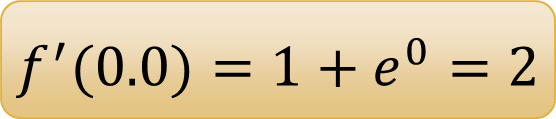 f′(0.0) = 1 + e⁰ = 2